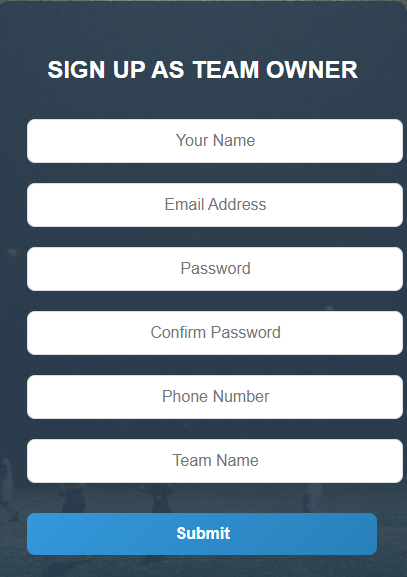 SIGN UP AS TEAM OWNER
Your Name
Email Address
Password
Confirm Password
Phone Number
Team Name
Submit